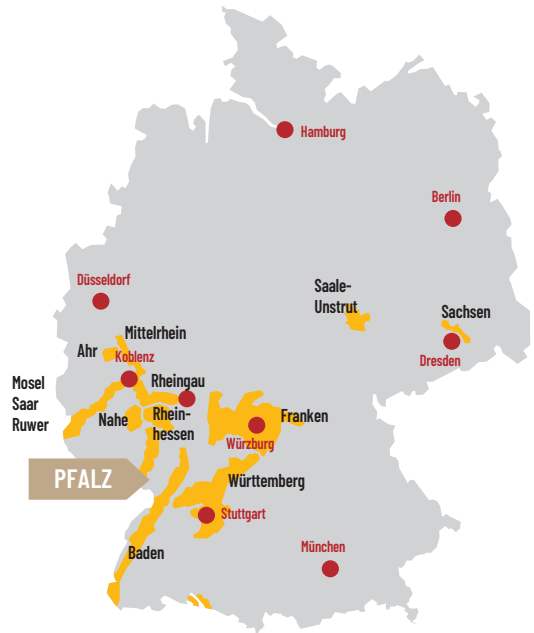 Hamburg
Berlin
Düsseldorf
Saale-
Unstrut
Sachsen
Mittelrhein
Ahr
Koblenz
Dresden
Rheingau
Mosel
Saar
Ruwer
Nahe
Rhein-
hessen
Franken
Würzburg
PFALZ
Württemberg
Stuttgart
München
Baden